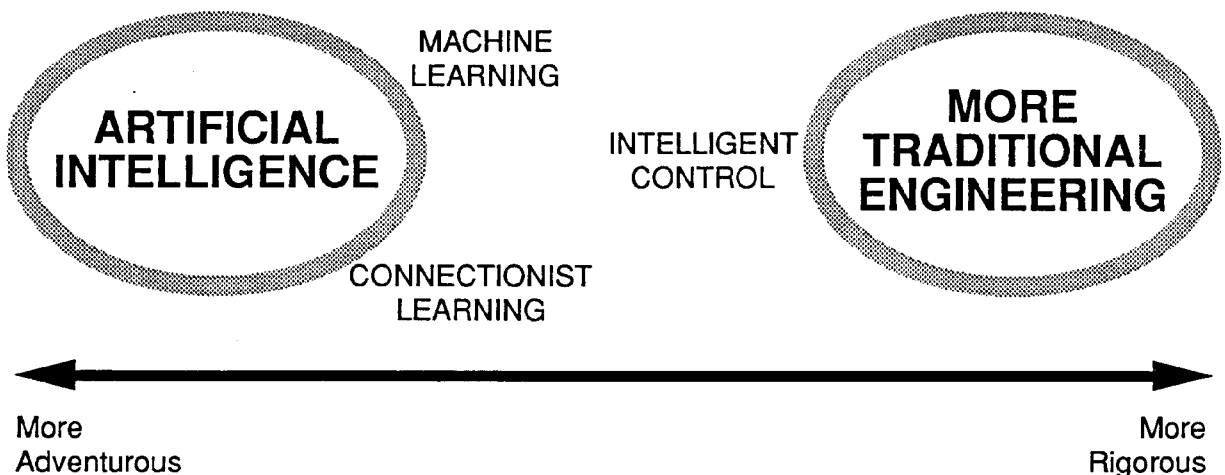 MACHINE
LEARNING
ARTIFICIAL
INTELLIGENCE
CONNECTIONIST
LEARNING
INTELLIGENT
CONTROL
MORE
TRADITIONAL
ENGINEERING
More
Adventurous
More
Rigorous